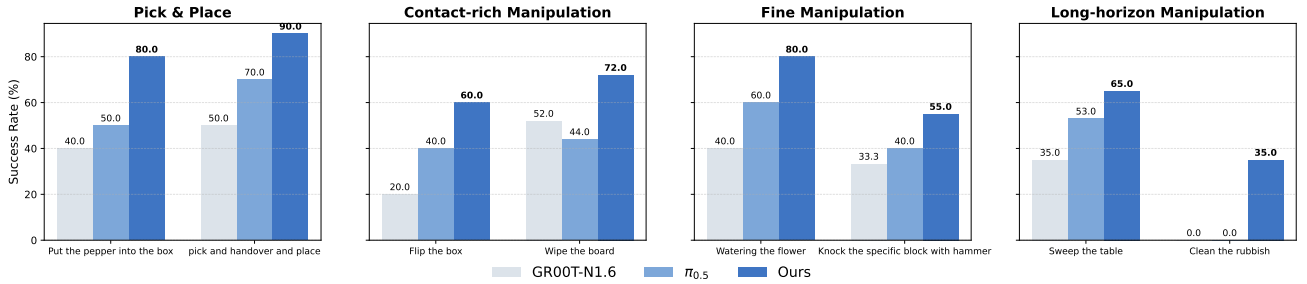 Pick & Place
Success Rate (%)
80
60
40
20
0
40.0
50.0
80.0
50.0
70.0
90.0
Put the pepper into the box
pick and handover and place
Contact-rich Manipulation
20.0
40.0
60.0
52.0
44.0
72.0
Flip the box
Wipe the board
Fine Manipulation
40.0
60.0
80.0
33.3
40.0
55.0
Watering the flower
Knock the specific block with hammer
Long-horizon Manipulation
35.0
53.0
65.0
0.0
0.0
35.0
Sweep the table
Clean the rubbish
GR00T-N1.6
π0.5
Ours